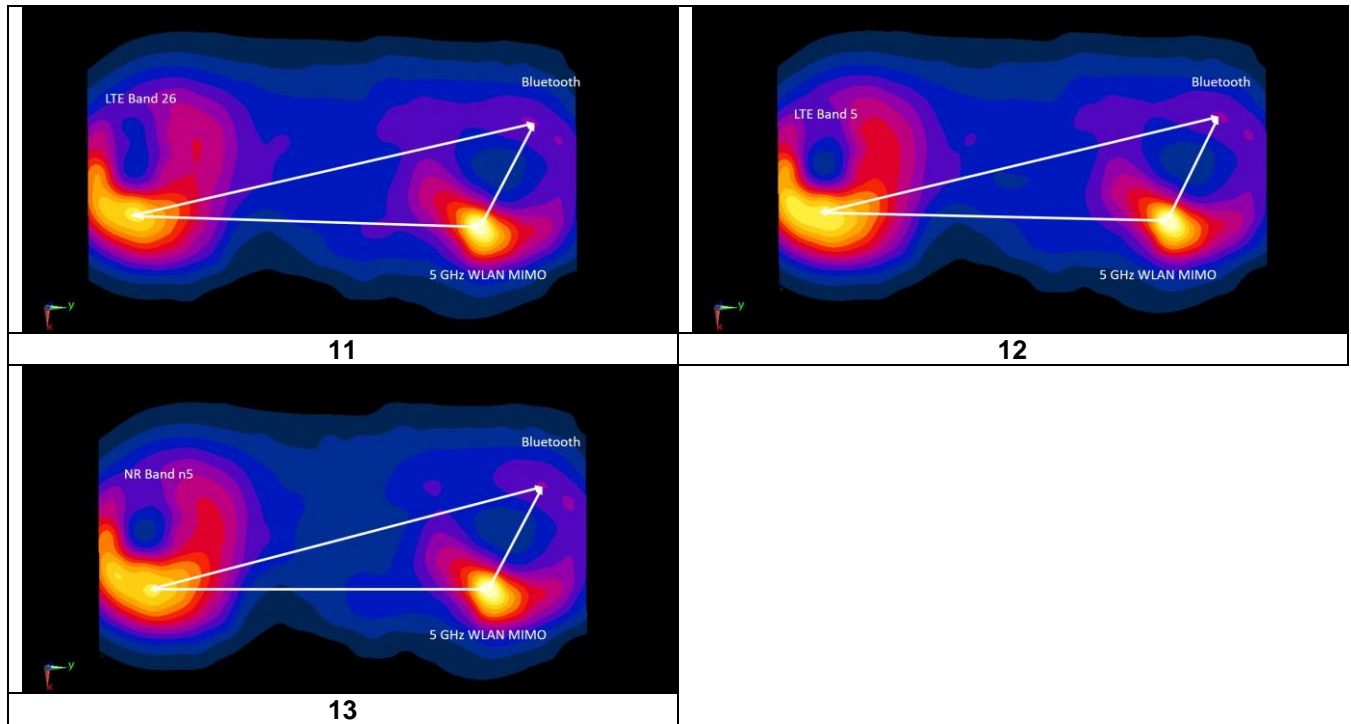 Bluetooth
LTE Band 26
5 GHz WLAN MIMO
y
x
11
Bluetooth
LTE Band 5
5 GHz WLAN MIMO
y
x
12
Bluetooth
NR Band n5
5 GHz WLAN MIMO
y
x
13